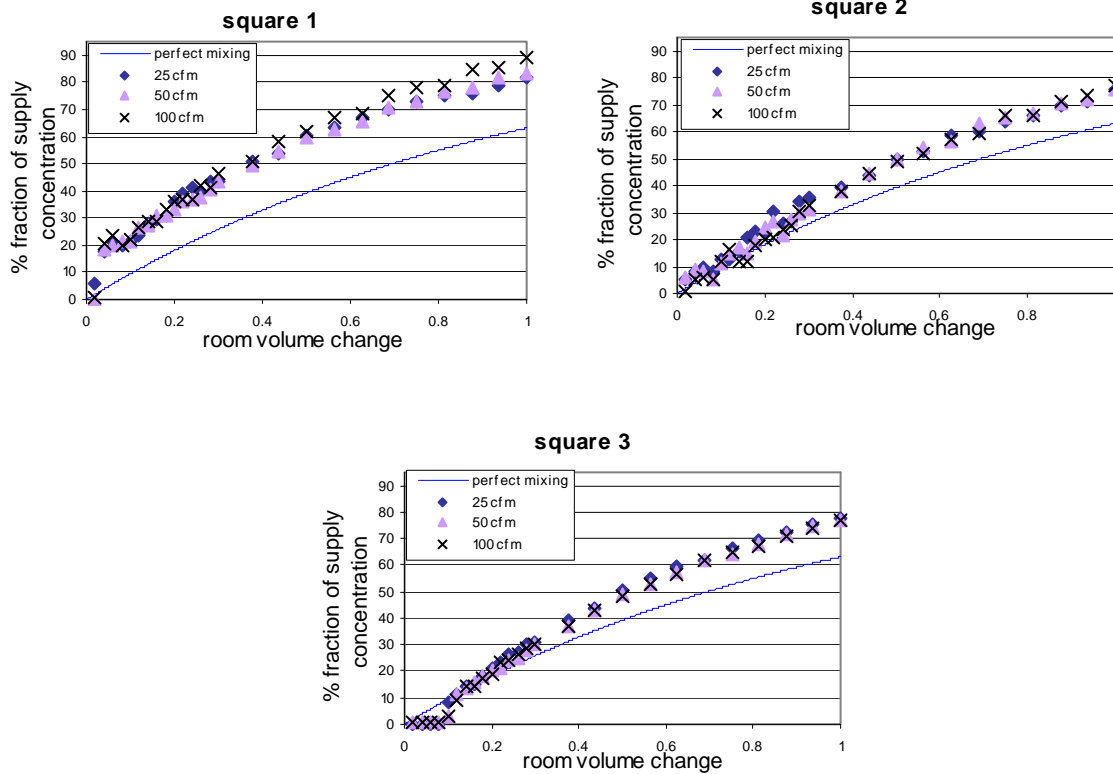 square 1
% fraction of supply
concentration
90
80
70
60
50
40
30
20
10
0
perfect mixing
25 cfm
50 cfm
100 cfm
0 0.2 0.4 0.6 0.8 1
room volume change
square 2
% fraction of supply
concentration
90
80
70
60
50
40
30
20
10
0
perfect mixing
25 cfm
50 cfm
100 cfm
0 0.2 0.4 0.6 0.8 1
room volume change
square 3
% fraction of supply
concentration
90
80
70
60
50
40
30
20
10
0
perfect mixing
25 cfm
50 cfm
100 cfm
0 0.2 0.4 0.6 0.8 1
room volume change